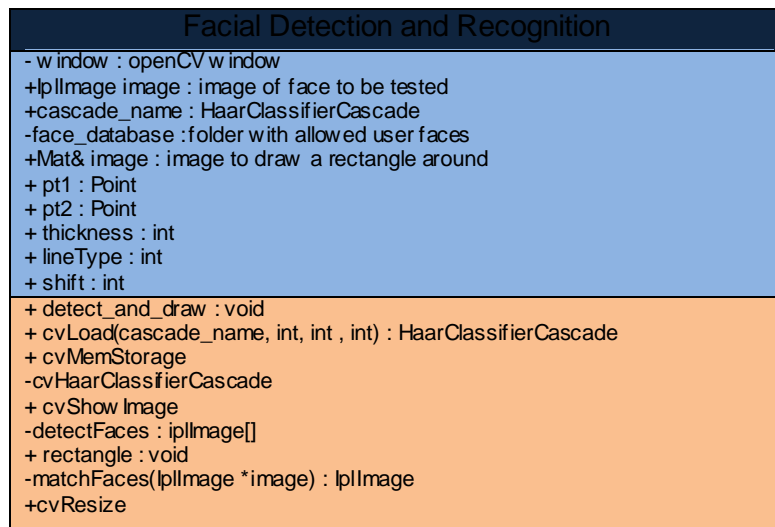 Facial Detection and Recognition
- window : openCV window
+IplImage image : image of face to be tested
+cascade_name : HaarClassifierCascade
-face_database : folder with allowed user faces
+Mat& image : image to draw a rectangle around
+ pt1 : Point
+ pt2 : Point
+ thickness : int
+ lineType : int
+ shift : int
+ detect_and_draw : void
+ cvLoad(cascade_name, int, int , int) : HaarClassifierCascade
+ cvMemStorage
-cvHaarClassifierCascade
+ cvShowImage
-detectFaces : iplImage[]
+ rectangle : void
-matchFaces(IplImage *image) : IplImage
+cvResize